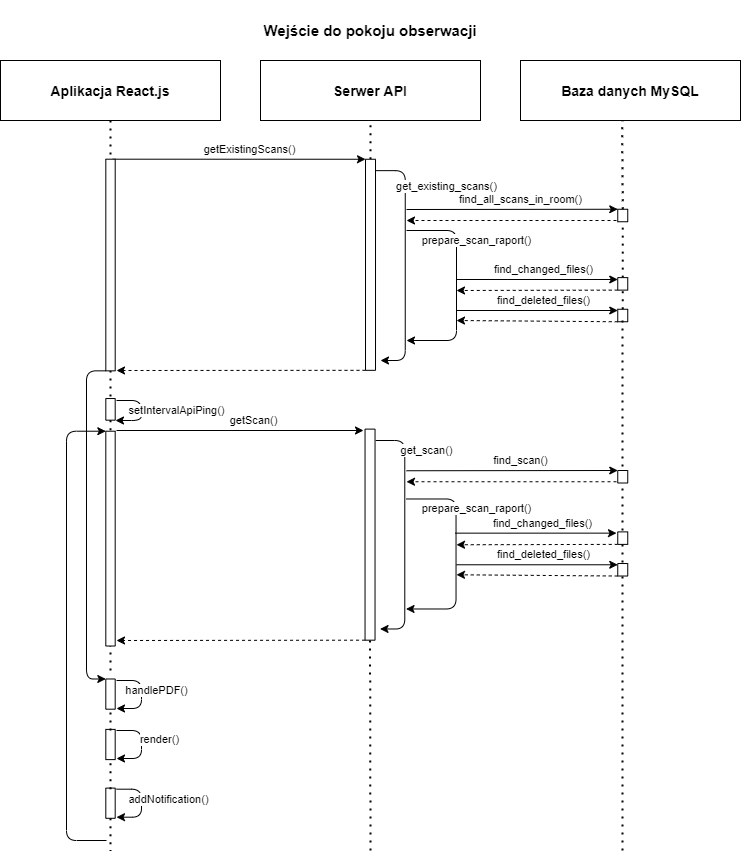 Wejście do pokoju obserwacji
Aplikacja React.js
Serwer API
Baza danych MySQL
getExistingScans()
get_existing_scans()
find_all_scans_in_room()
prepare_scan_raport()
find_changed_files()
find_deleted_files()
setIntervalApiPing()
getScan()
get_scan()
find_scan()
prepare_scan_raport()
find_changed_files()
find_deleted_files()
handlePDF()
render()
addNotification()